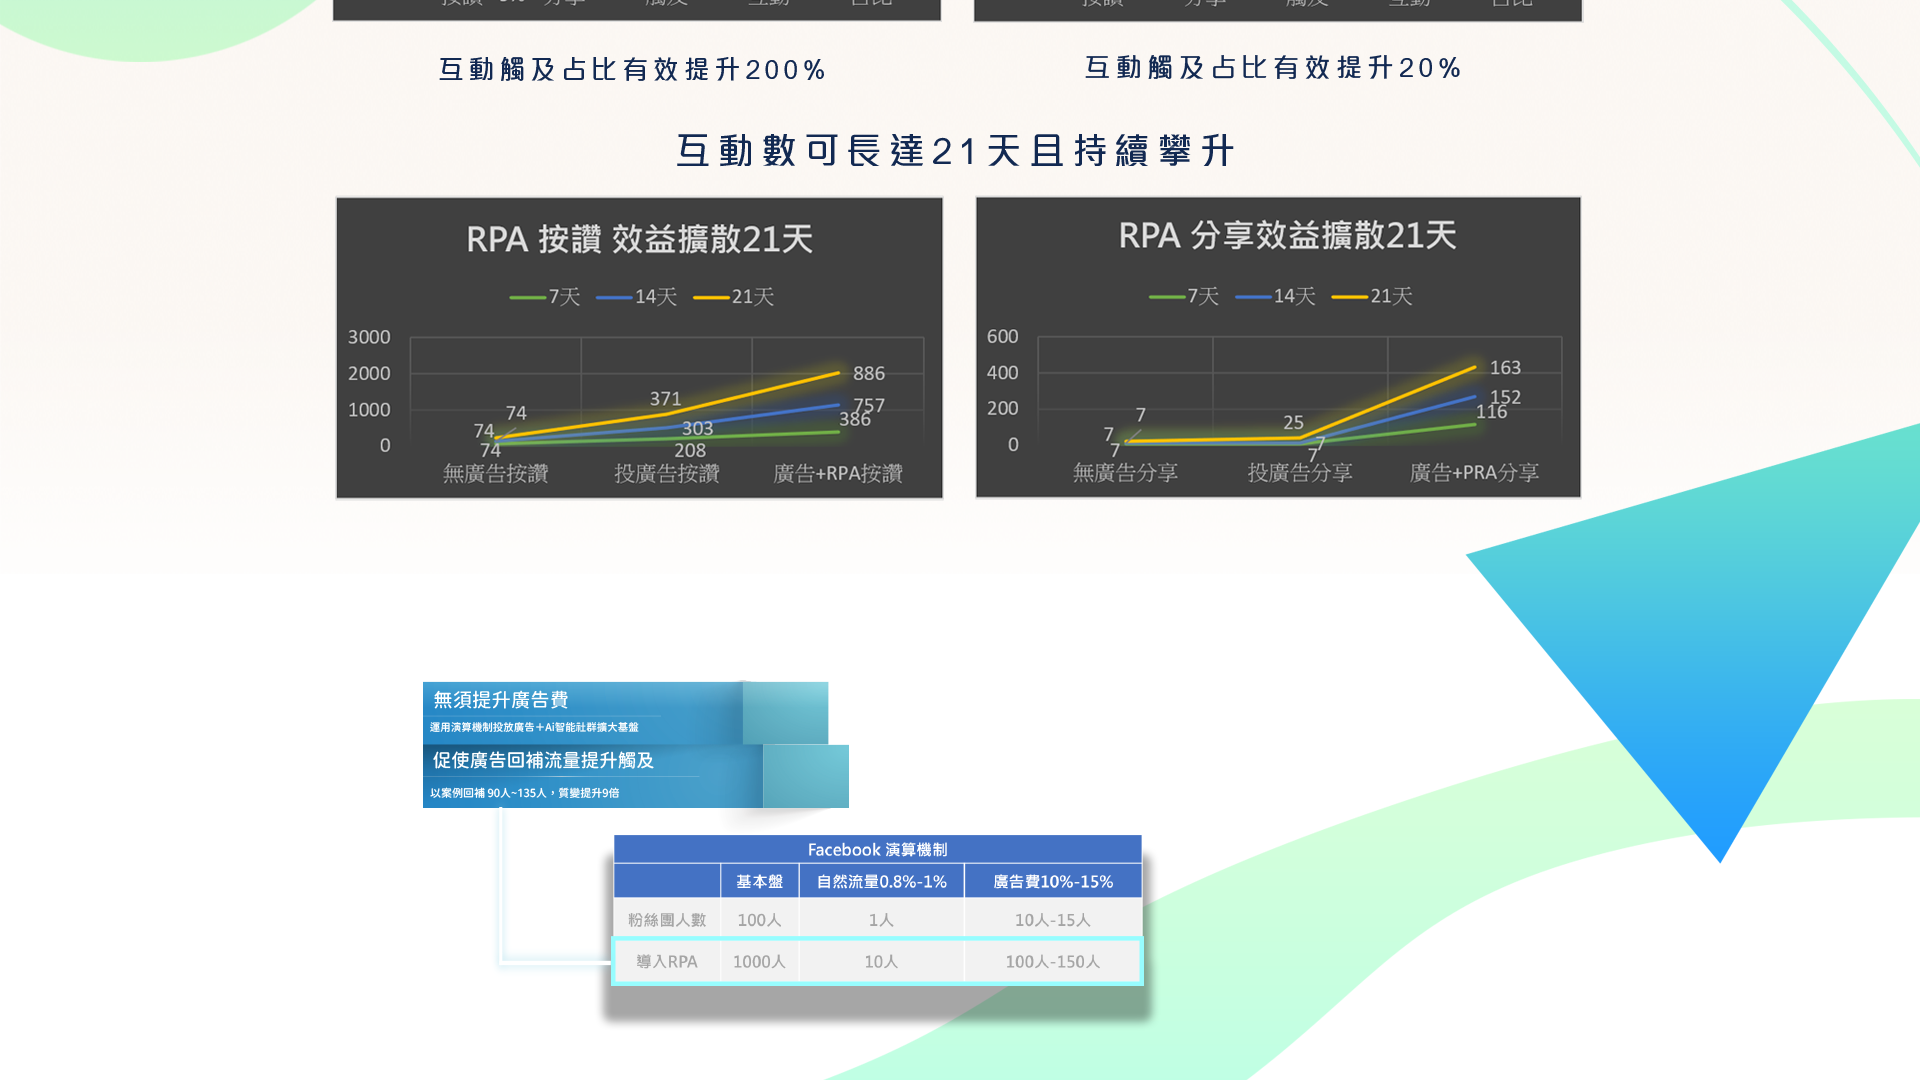 互動觸及占比有效提升200%
互動觸及占比有效提升20%
互動數可長達21天且持續攀升
RPA 按讚 效益擴散21天
7天 14天 21天
3000
2000
1000
0
74
74
74
371
303
208
886
757
386
無廣告按讚 投廣告按讚 廣告+RPA按讚
RPA 分享效益擴散21天
7天 14天 21天
600
400
200
0
7
7
7
25
7
7
163
152
116
無廣告分享 投廣告分享 廣告+PRA分享
無須提升廣告費
運用演算機制投放廣告+Ai智能社群擴大基盤
促使廣告回補流量提升觸及
以案例回補 90人~135人,質變提升9倍
Facebook 演算機制
基本盤 自然流量0.8%-1% 廣告費10%-15%
粉絲團人數 100人 1人 10人-15人
導入RPA 1000人 10人 100人-150人